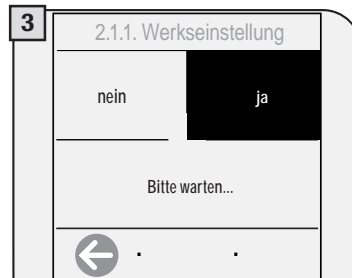 3
2.1.1. Werkseinstellung
nein ja
Bitte warten...